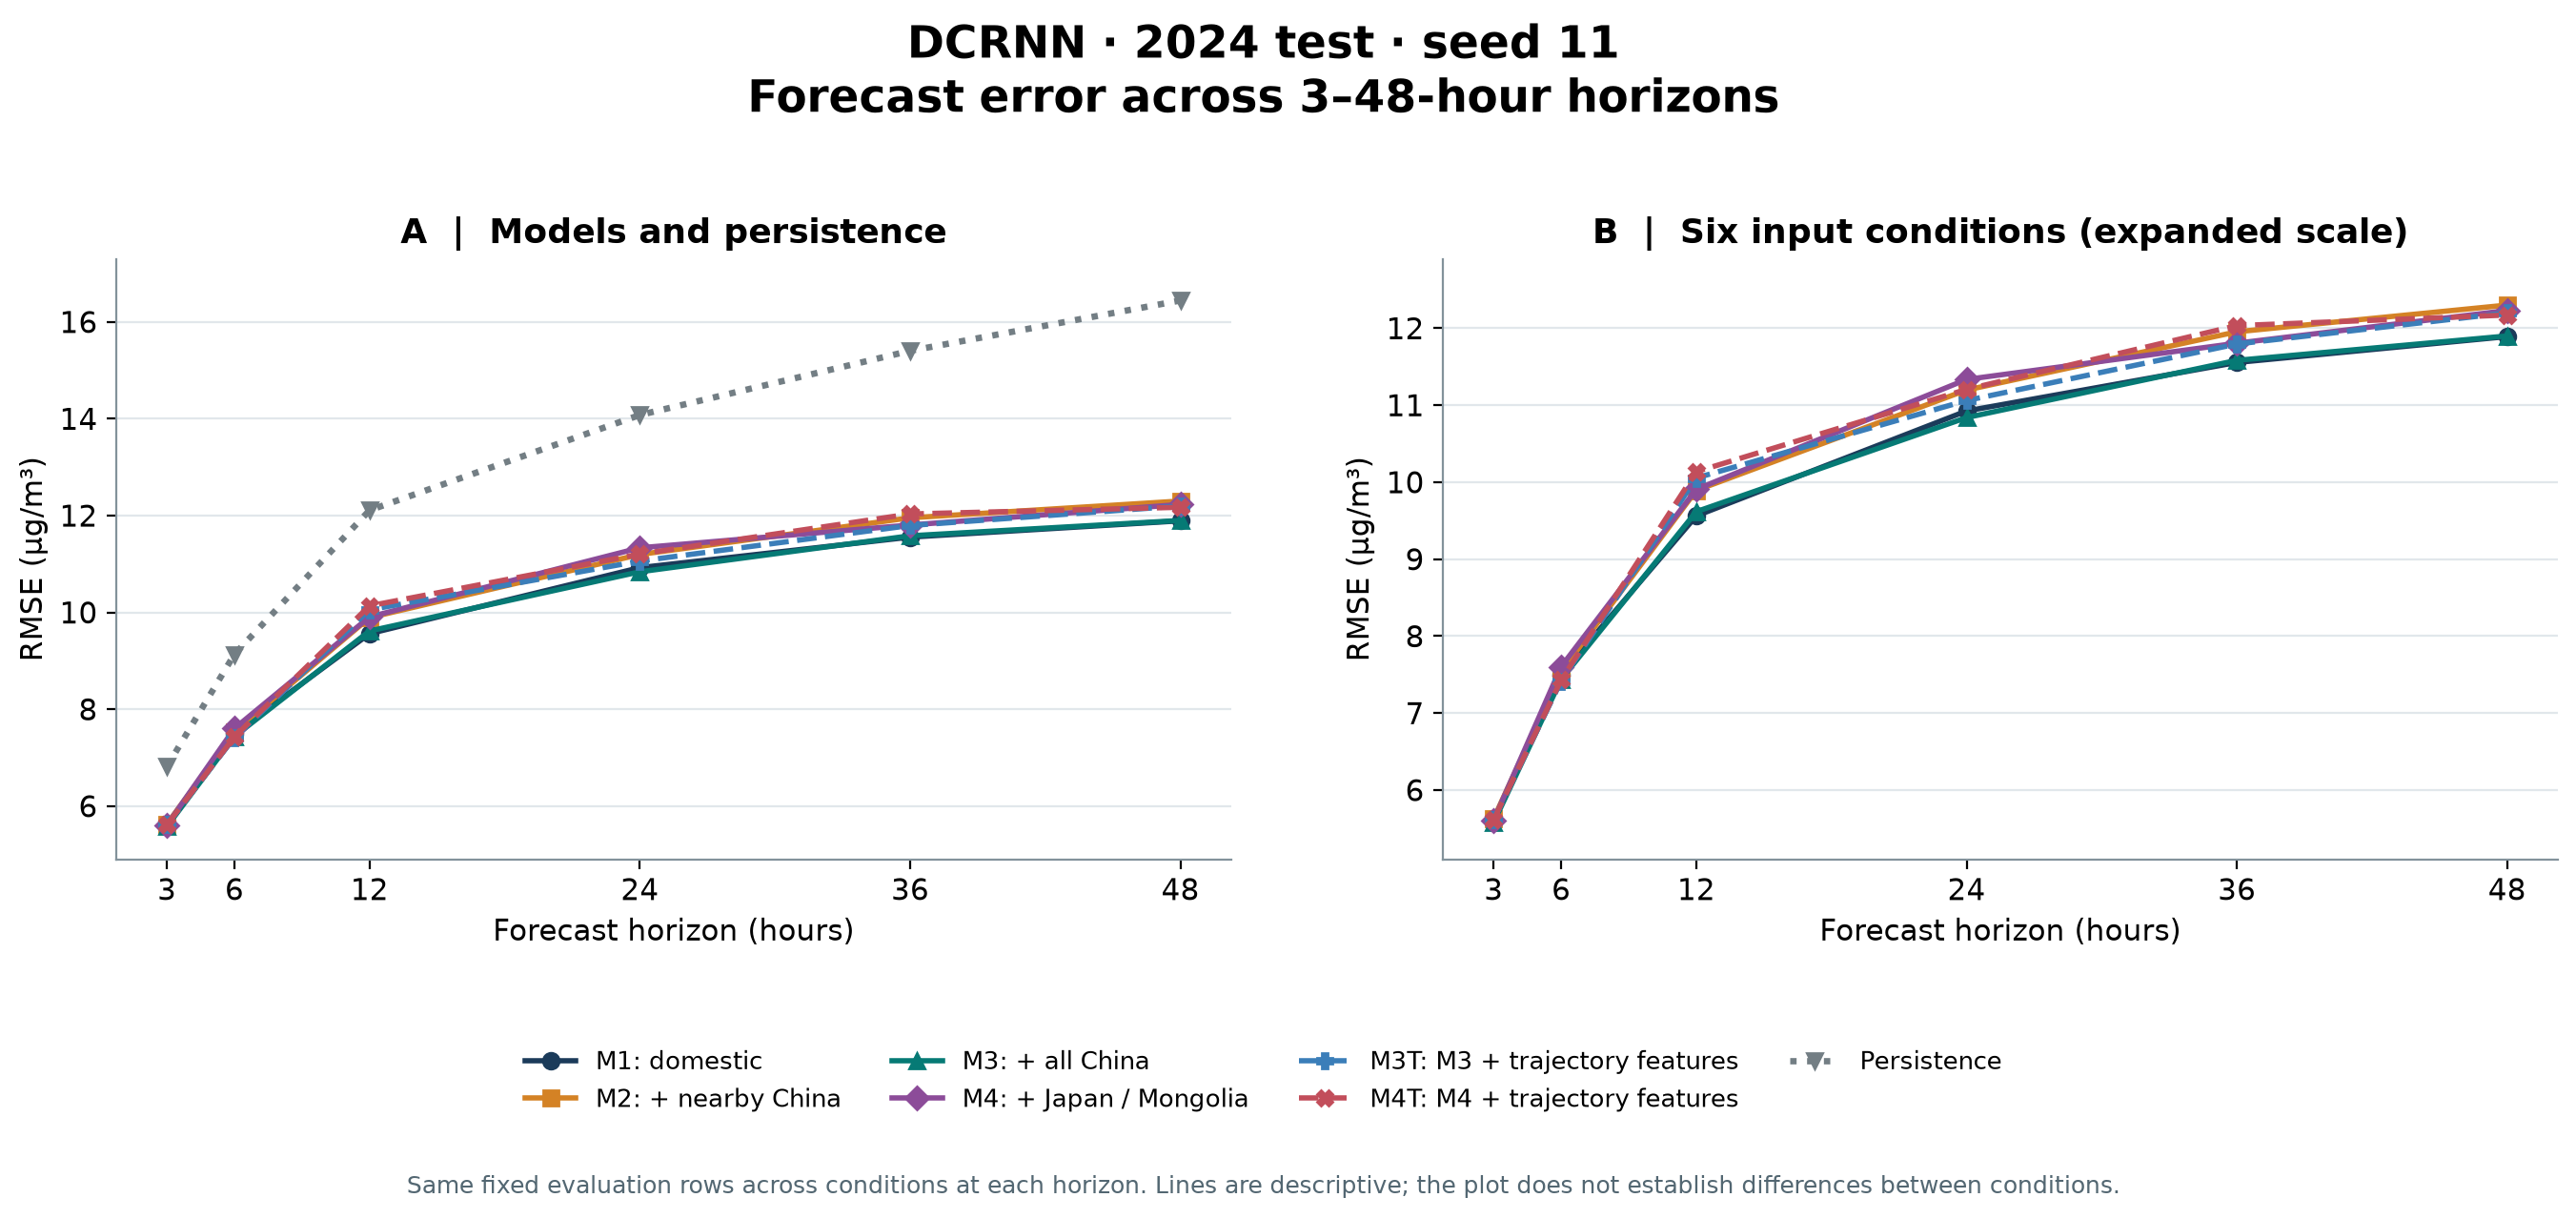 DCRNN · 2024 test · seed 11
Forecast error across 3–48-hour horizons
A | Models and persistence
16
14
12
10
8
6
RMSE (µg/m³)
3 6 12 24 36 48
Forecast horizon (hours)
B | Six input conditions (expanded scale)
12
11
10
9
8
7
6
RMSE (µg/m³)
3 6 12 24 36 48
Forecast horizon (hours)
M1: domestic
M2: + nearby China
M3: + all China
M4: + Japan / Mongolia
M3T: M3 + trajectory features
M4T: M4 + trajectory features
Persistence
Same fixed evaluation rows across conditions at each horizon. Lines are descriptive; the plot does not establish differences between conditions.